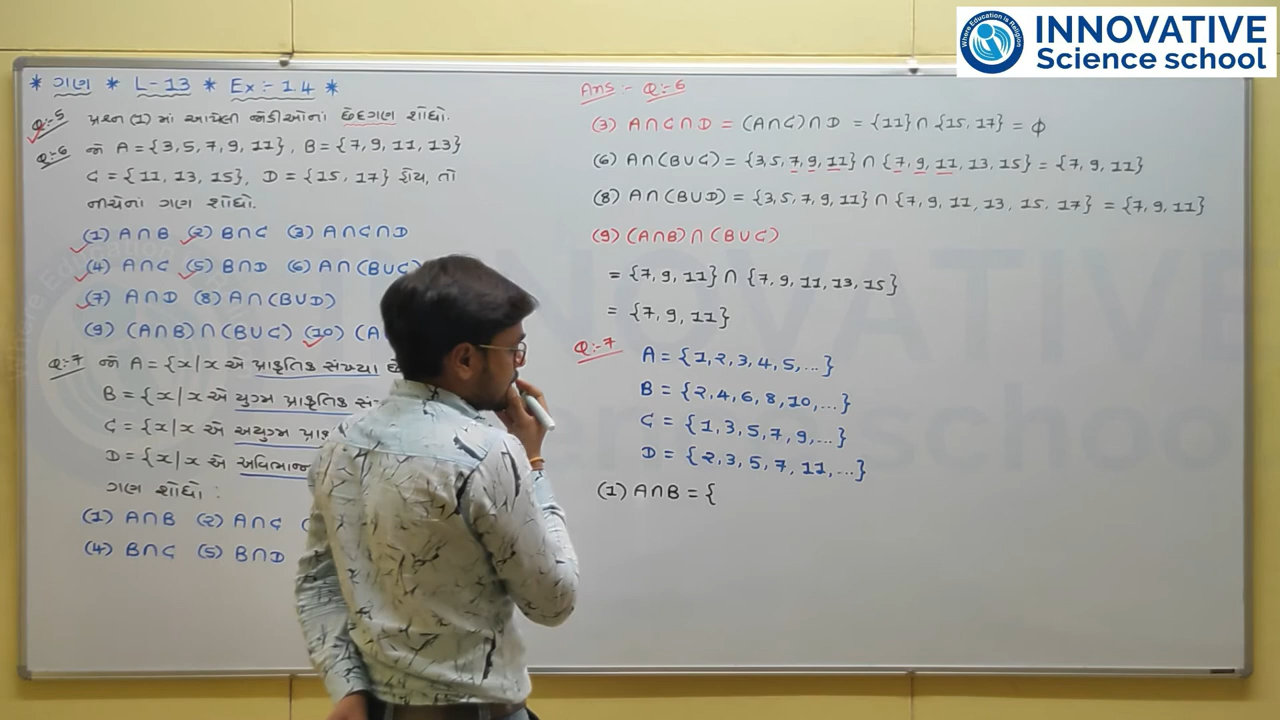 Where Education is Religion
INNOVATIVE
Science school
* ગણ * L-13 * Ex:- 1.4 *
Q:-5 પ્રશ્ન (1) માં આપેલી જોડીઓનાં છેદગણ શોધો.
Q:-6 જો A = {3, 5, 7, 9, 11}, B = {7, 9, 11, 13}
C = {11, 13, 15}, D = {15, 17} હોય, તો
નીચેનાં ગણ શોધો.
(1) A∩B (2) B∩C (3) A∩C∩D
(4) A∩C (5) B∩D (6) A∩(B∪C)
(7) A∩D (8) A∩(B∪D)
(9) (A∩B)∩(B∪C) (10) (A
Q:-7 જો A = {x | x એ પ્રાકૃતિક સંખ્યા છે
B = {x | x એ યુગ્મ પ્રાકૃતિક
C = {x | x એ અયુગ્મ
D = {x | x એ
ગણ શોધો :
(1) A∩B (2) A∩C (
(4) B∩C (5) B∩D
Ans :- Q:-6
(3) A∩C∩D = (A∩C)∩D = {11}∩{15, 17} = ϕ
(6) A∩(B∪C) = {3, 5, 7, 9, 11} ∩ {7, 9, 11, 13, 15} = {7, 9, 11}
(8) A∩(B∪D) = {3, 5, 7, 9, 11} ∩ {7, 9, 11, 13, 15, 17} = {7, 9, 11}
(9) (A∩B)∩(B∪C)
= {7, 9, 11} ∩ {7, 9, 11, 13, 15}
= {7, 9, 11}
Q:-7 A = {1, 2, 3, 4, 5, ...}
B = {2, 4, 6, 8, 10, ...}
C = {1, 3, 5, 7, 9, ...}
D = {2, 3, 5, 7, 11, ...}
(1) A∩B = {